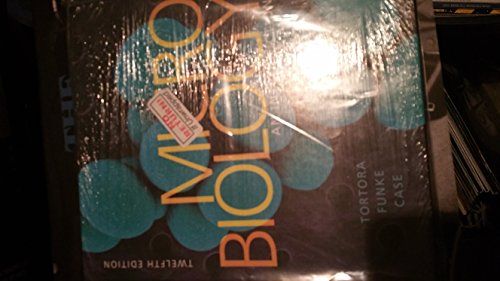 MICRO
BIOLOGY
A
TWELFTH EDITION
TORTORA
FUNKE
CASE